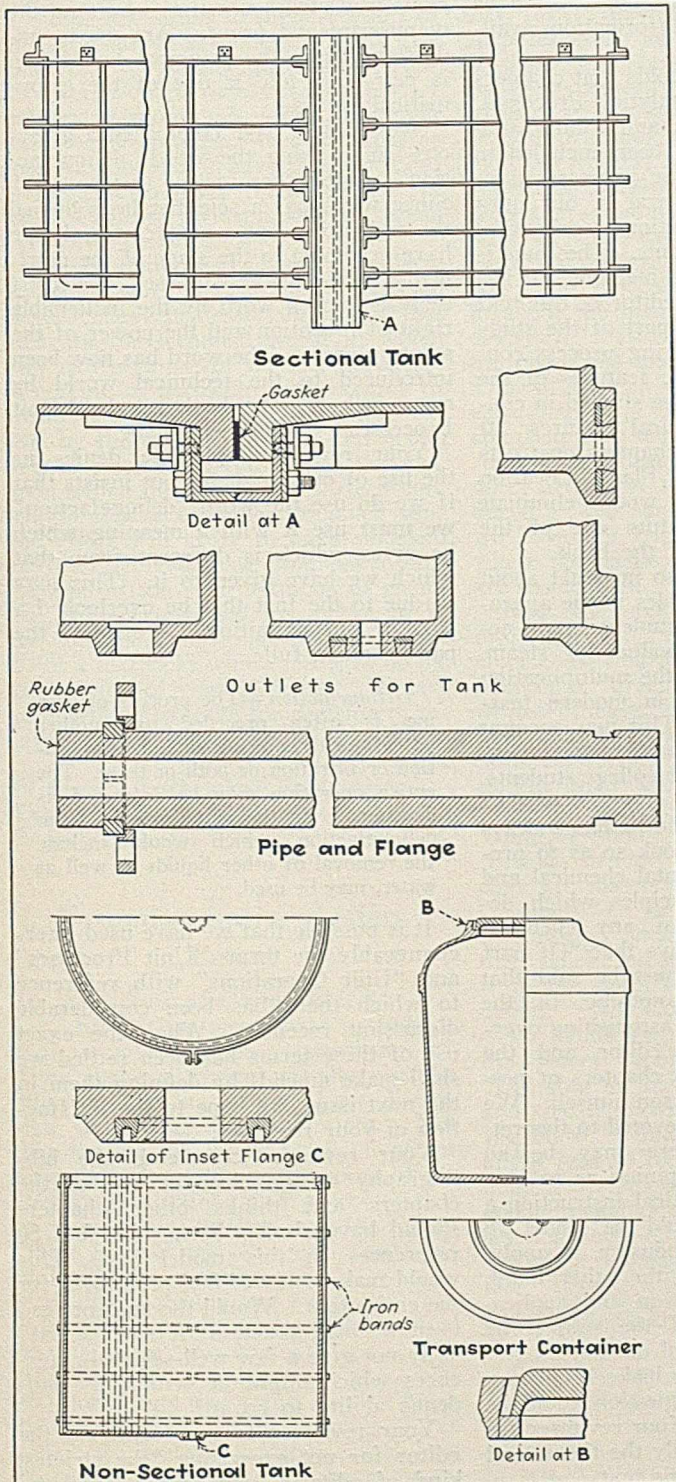 A
Sectional Tank
Gasket
Detail at A
Outlets for Tank
Rubber
gasket
Pipe and Flange
B
Detail of Inset Flange C
Iron
bands
Transport Container
C
Detail at B
Non-Sectional Tank